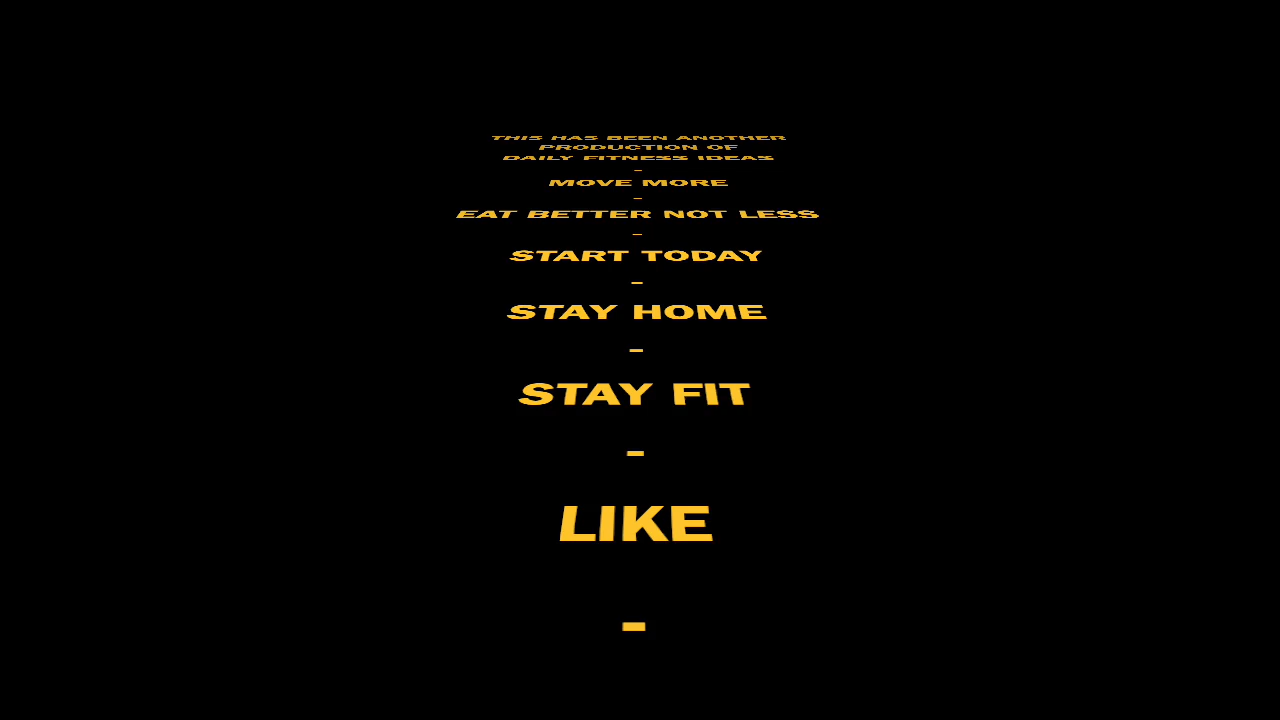 THIS HAS BEEN ANOTHER
PRODUCTION OF
DAILY FITNESS IDEAS
-
MOVE MORE
-
EAT BETTER NOT LESS
-
START TODAY
-
STAY HOME
-
STAY FIT
-
LIKE
-